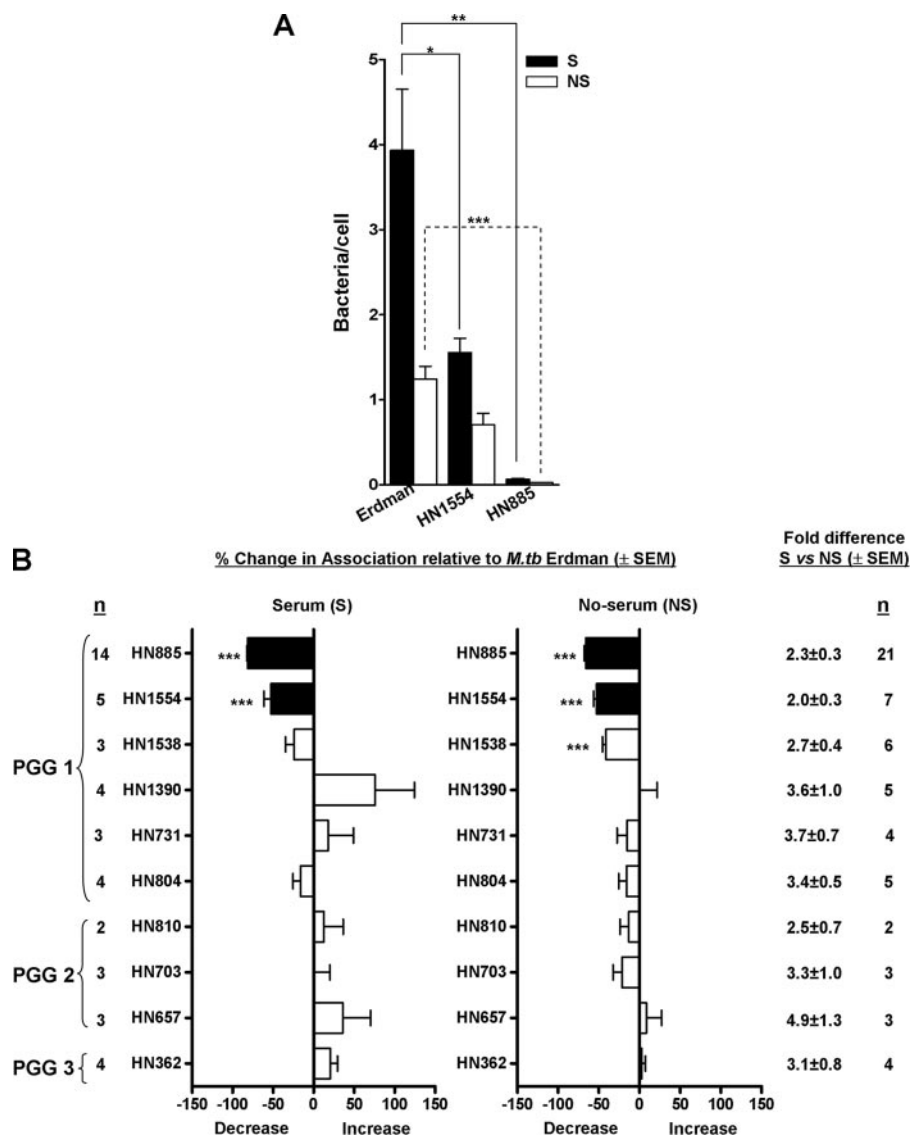 A
**
*
S
NS
5
4
3
2
1
0
Bacteria/cell
***
Erdman
HN1554
HN885
B
% Change in Association relative to M.tb Erdman (± SEM)
Fold difference
S vs NS (± SEM)
n Serum (S) No-serum (NS) n
PGG 1
14 HN885 *** HN885 *** 2.3±0.3 21
5 HN1554 *** HN1554 *** 2.0±0.3 7
3 HN1538 HN1538 *** 2.7±0.4 6
4 HN1390 HN1390 3.6±1.0 5
3 HN731 HN731 3.7±0.7 4
4 HN804 HN804 3.4±0.5 5
PGG 2
2 HN810 HN810 2.5±0.7 2
3 HN703 HN703 3.3±1.0 3
3 HN657 HN657 4.9±1.3 3
PGG 3
4 HN362 HN362 3.1±0.8 4
-150 -100 -50 0 50 100 150 -150 -100 -50 0 50 100 150
Decrease Increase Decrease Increase